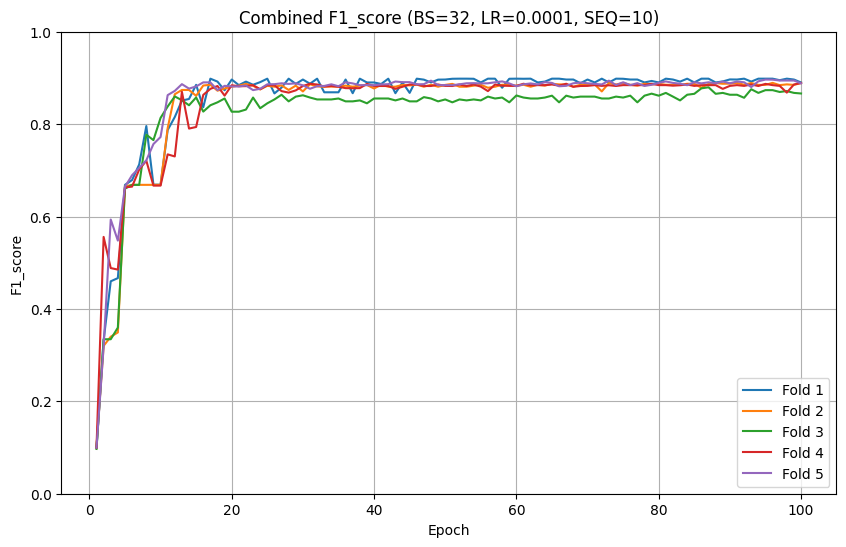 Combined F1_score (BS=32, LR=0.0001, SEQ=10)
F1_score
1.0
0.8
0.6
0.4
0.2
0.0
0
20
40
60
80
100
Epoch
Fold 1
Fold 2
Fold 3
Fold 4
Fold 5